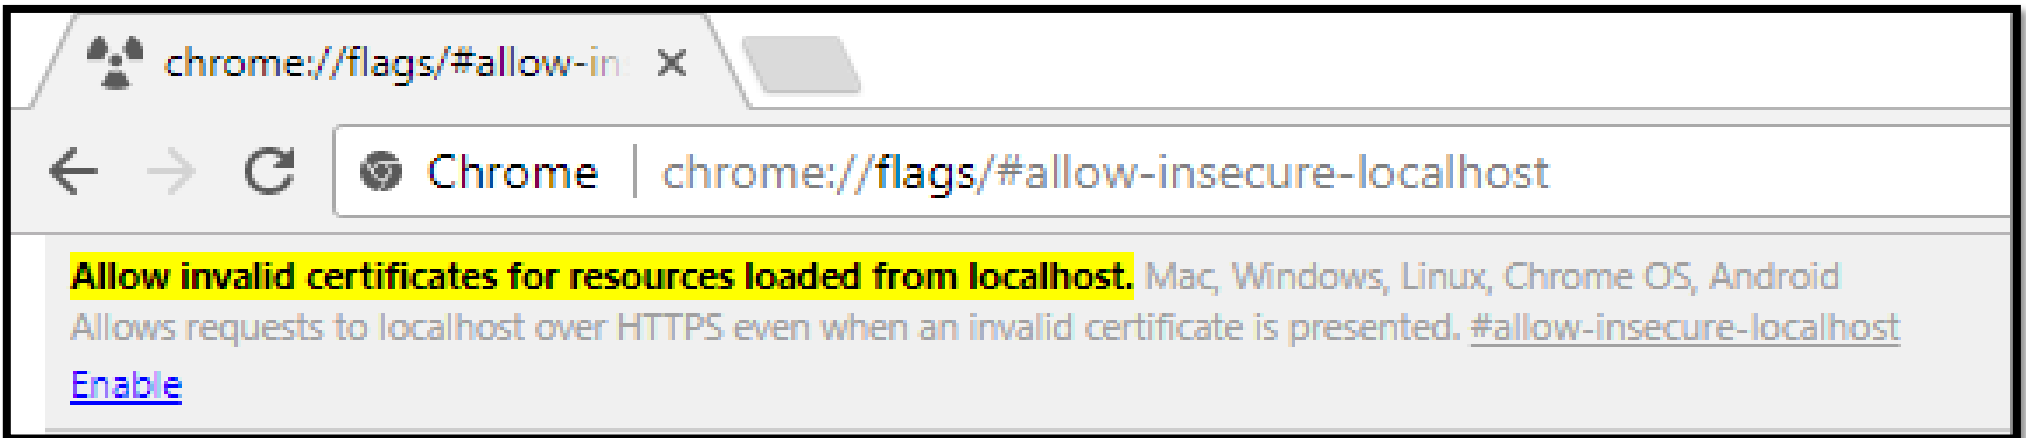 chrome://flags/#allow-in
Chrome chrome://flags/#allow-insecure-localhost
Allow invalid certificates for resources loaded from localhost. Mac, Windows, Linux, Chrome OS, Android
Allows requests to localhost over HTTPS even when an invalid certificate is presented. #allow-insecure-localhost
Enable